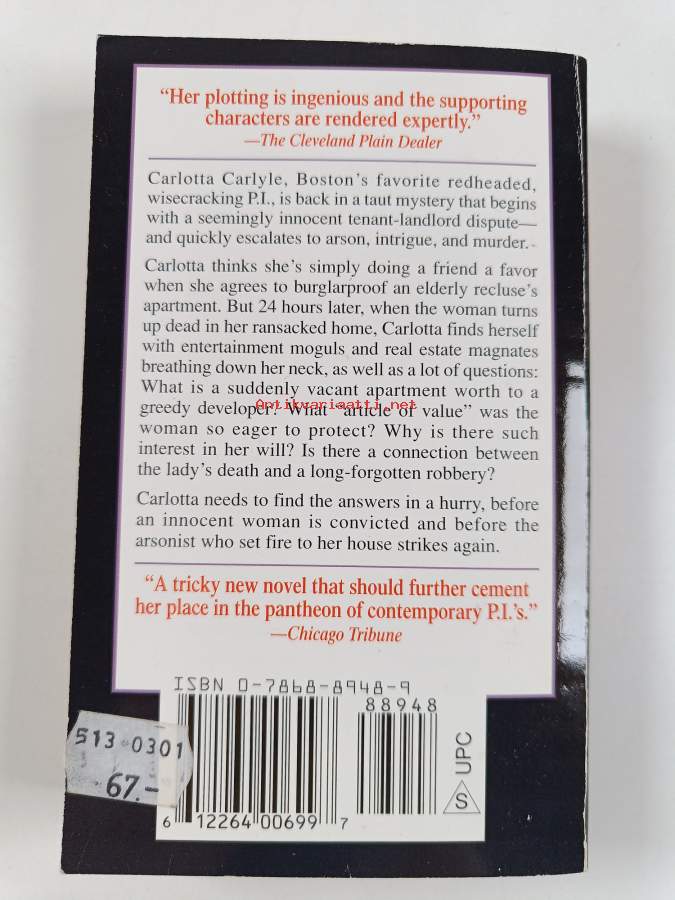 “Her plotting is ingenious and the supporting
characters are rendered expertly.”
—The Cleveland Plain Dealer
Carlotta Carlyle, Boston’s favorite redheaded,
wisecracking P.I., is back in a taut mystery that begins
with a seemingly innocent tenant-landlord dispute—
and quickly escalates to arson, intrigue, and murder.
Carlotta thinks she’s simply doing a friend a favor
when she agrees to burglarproof an elderly recluse’s
apartment. But 24 hours later, when the woman turns
up dead in her ransacked home, Carlotta finds herself
with entertainment moguls and real estate magnates
breathing down her neck, as well as a lot of questions:
What is a suddenly vacant apartment worth to a
Antikvariaatti.net
greedy developer? What “article of value” was the
woman so eager to protect? Why is there such
interest in her will? Is there a connection between
the lady’s death and a long-forgotten robbery?
Carlotta needs to find the answers in a hurry, before
an innocent woman is convicted and before the
arsonist who set fire to her house strikes again.
“A tricky new novel that should further cement
her place in the pantheon of contemporary P.I.’s.”
—Chicago Tribune
ISBN 0-7868-8948-9
88948
513 0301
67.-
6 12264 00699 7
S UPC